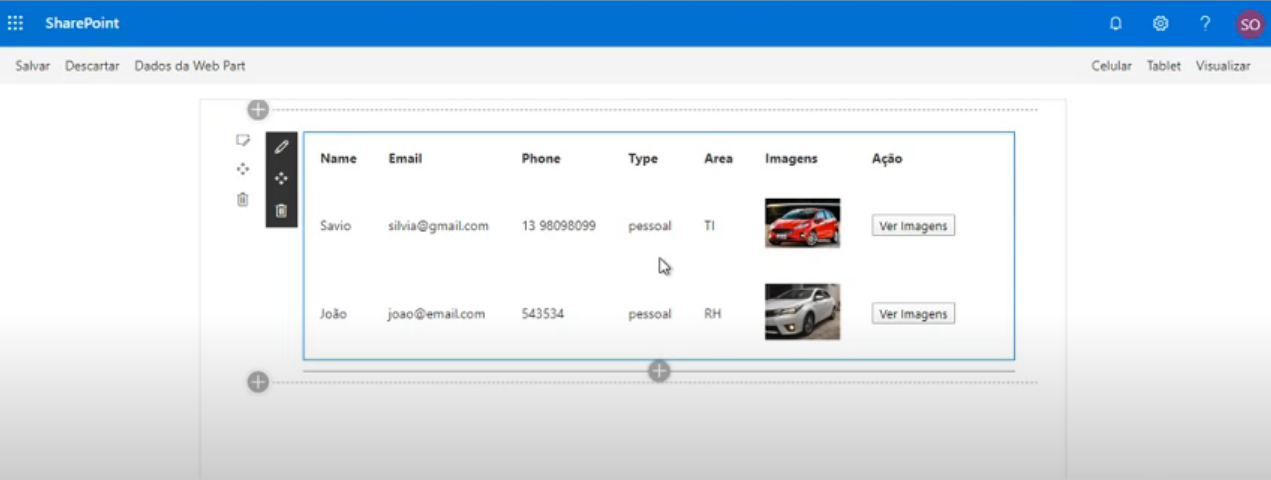 SharePoint SO
Salvar Descartar Dados da Web Part Celular Tablet Visualizar
Name Email Phone Type Area Imagens Ação
Savio silvia@gmail.com 13 98098099 pessoal TI Ver Imagens
João joao@email.com 543534 pessoal RH Ver Imagens